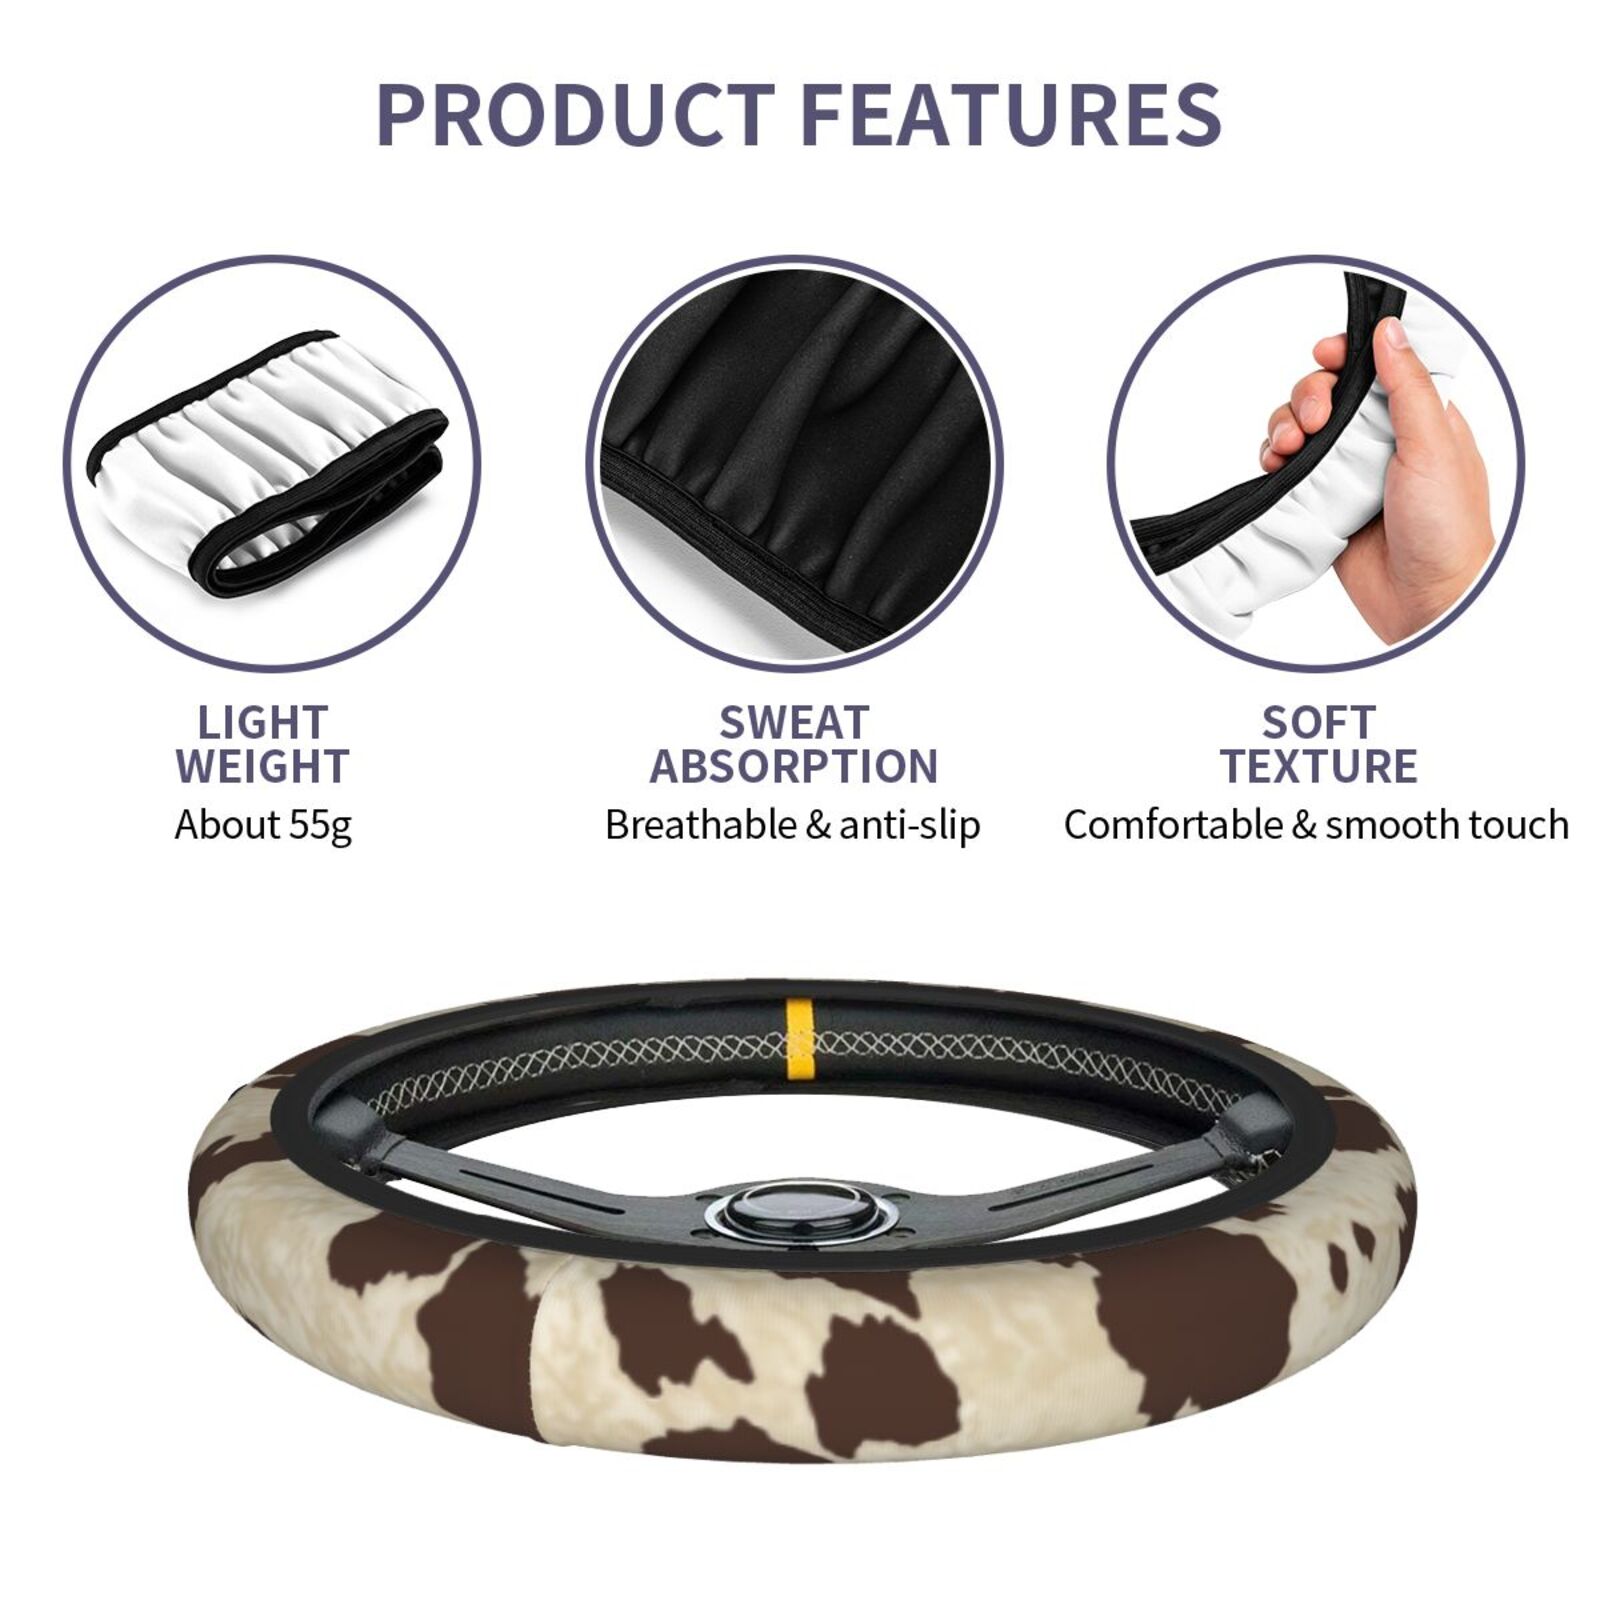 PRODUCT FEATURES
LIGHT
WEIGHT
About 55g
SWEAT
ABSORPTION
Breathable & anti-slip
SOFT
TEXTURE
Comfortable & smooth touch